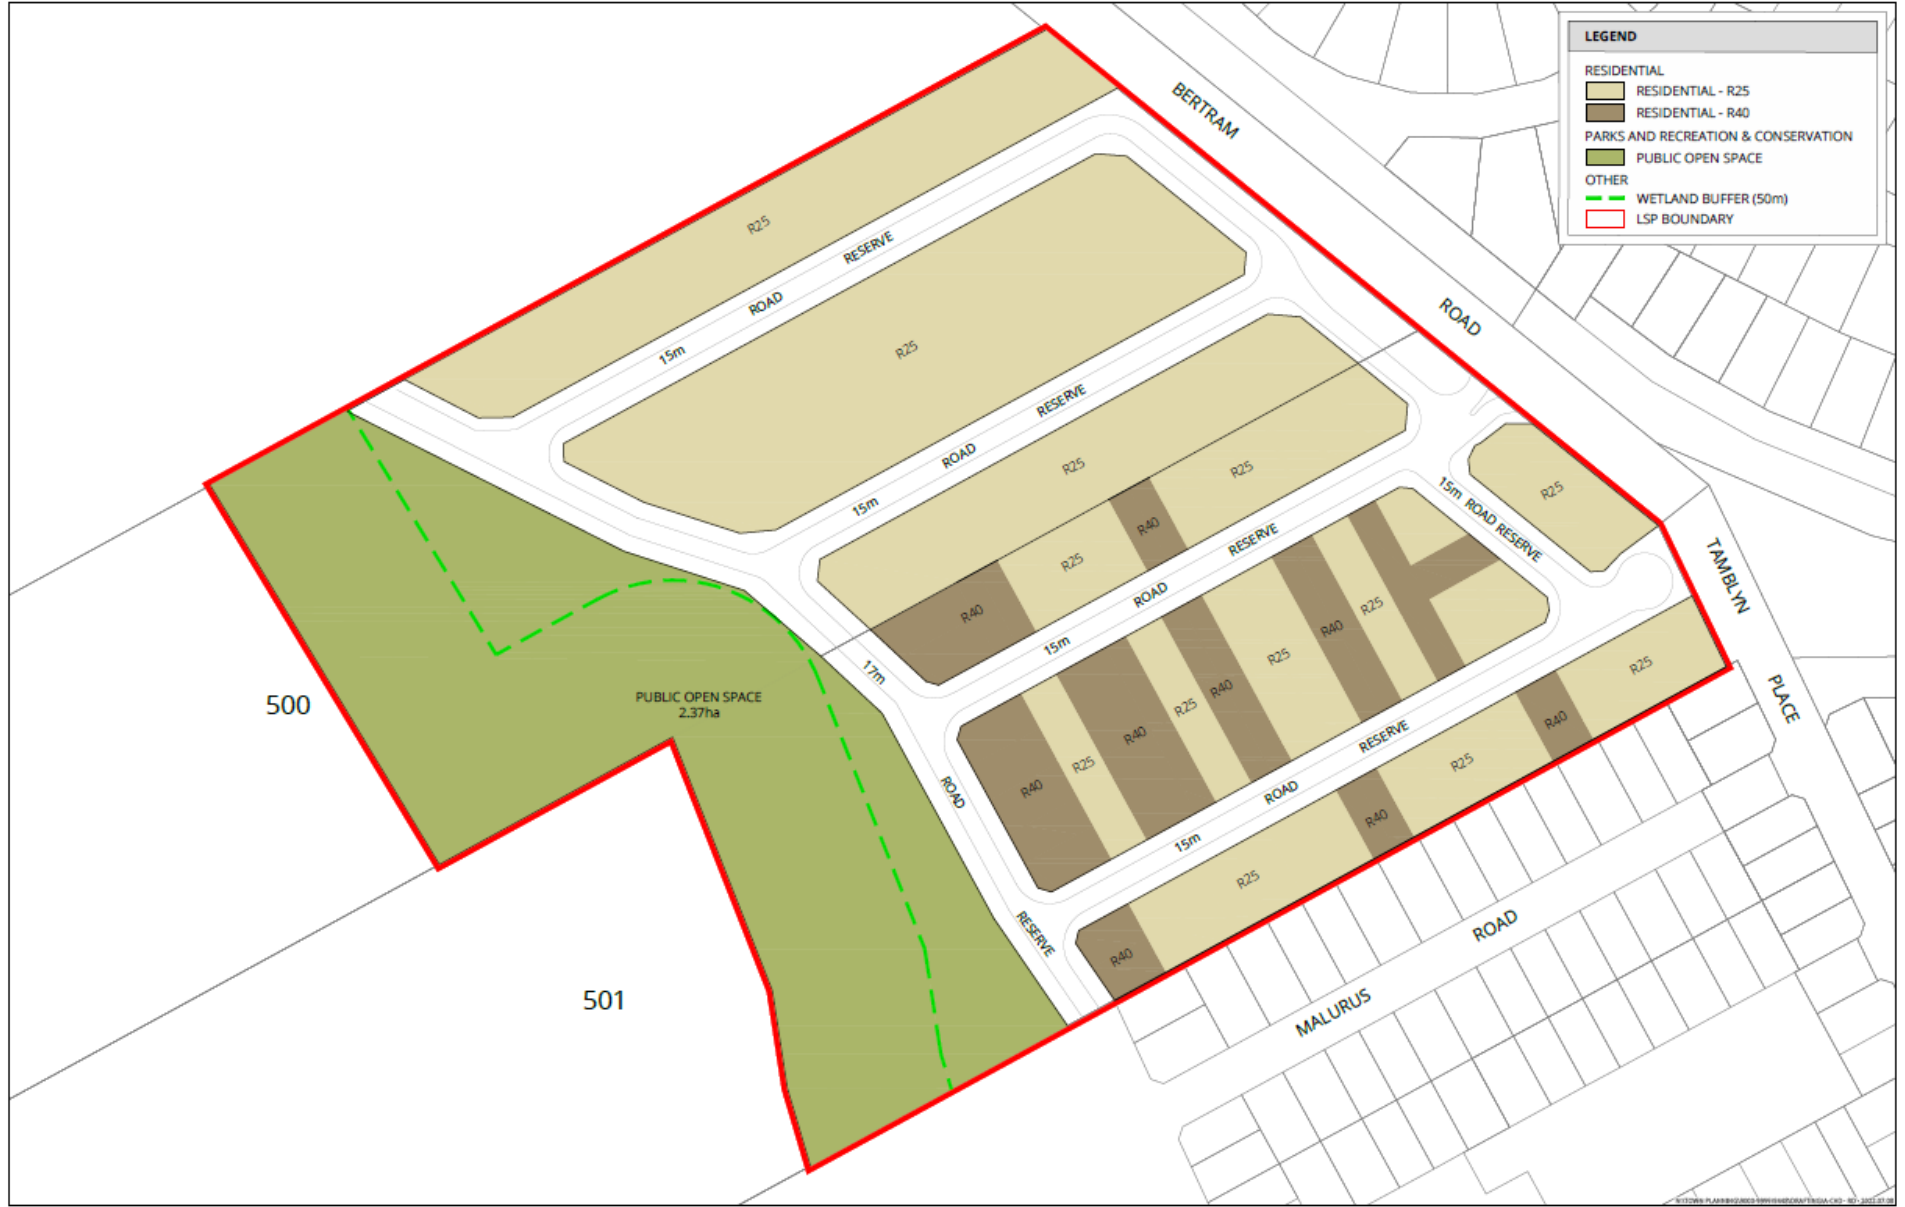 LEGEND
RESIDENTIAL
RESIDENTIAL - R25
RESIDENTIAL - R40
PARKS AND RECREATION & CONSERVATION
PUBLIC OPEN SPACE
OTHER
WETLAND BUFFER (50m)
LSP BOUNDARY
BERTRAM
ROAD
R25
15m ROAD RESERVE
R25
15m ROAD RESERVE
R25
R25
R40
R25
R40
15m ROAD RESERVE
R25
15m ROAD RESERVE
TAMBLYN
PLACE
17m
ROAD
RESERVE
R40
R25
R40
R25
R40
R25
R40
R25
15m ROAD RESERVE
R40
R25
R40
R25
R40
R25
PUBLIC OPEN SPACE
2.37ha
500
501
MALURUS
ROAD